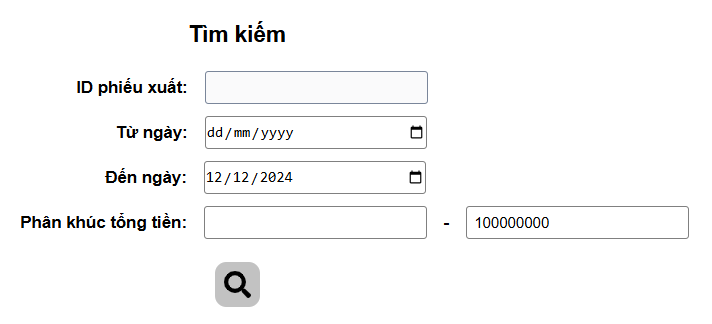 Tìm kiếm
ID phiếu xuất:
Từ ngày: dd/mm/yyyy
Đến ngày: 12/12/2024
Phân khúc tổng tiền: - 100000000